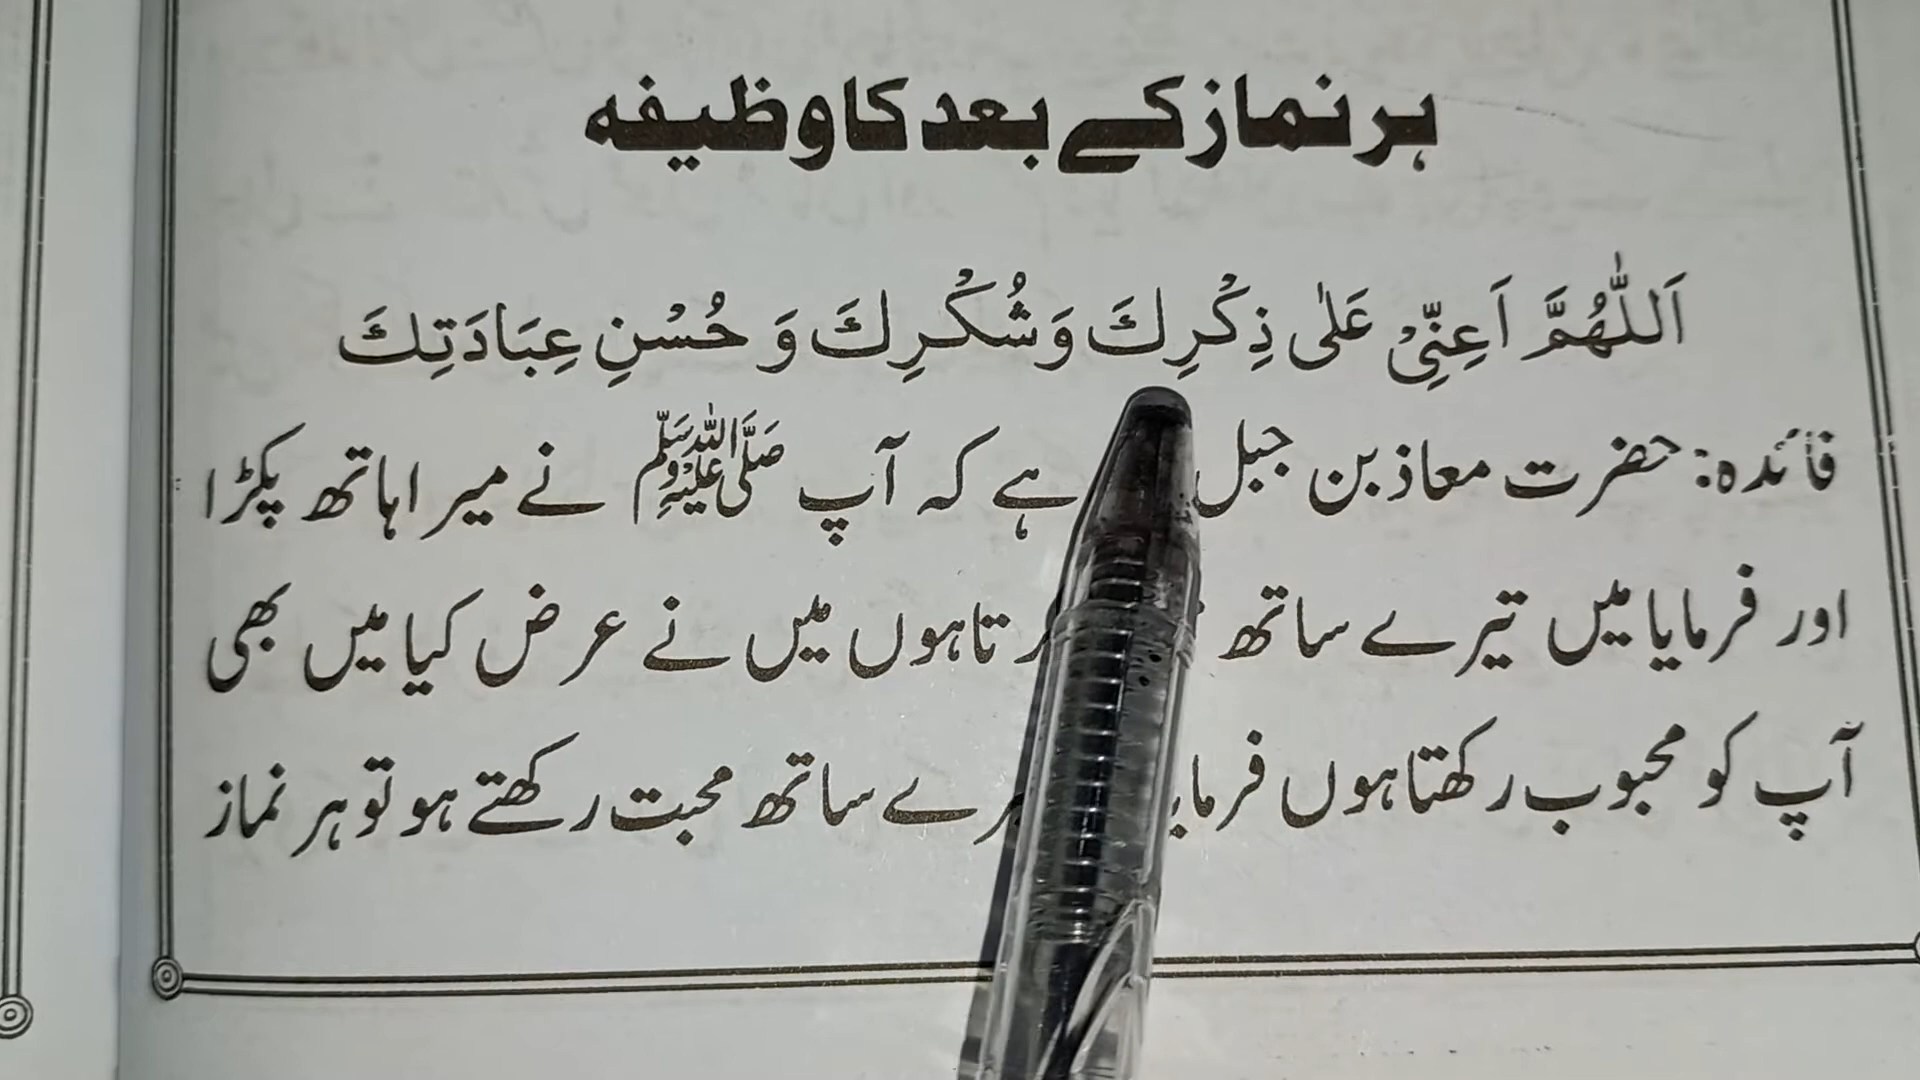 ہر نماز کے بعد کا وظیفہ
اَللّٰهُمَّ اَعِنِّیْ عَلٰی ذِكْرِكَ وَشُكْرِكَ وَ حُسْنِ عِبَادَتِكَ
فائدہ: حضرت معاذ بن جبل ہے کہ آپ ﷺ نے میرا ہاتھ پکڑا
اور فرمایا میں تیرے ساتھ تا ہوں میں نے عرض کیا میں بھی
آپ کو محبوب رکھتا ہوں فرمایا ساتھ محبت رکھتے ہو تو ہر نماز